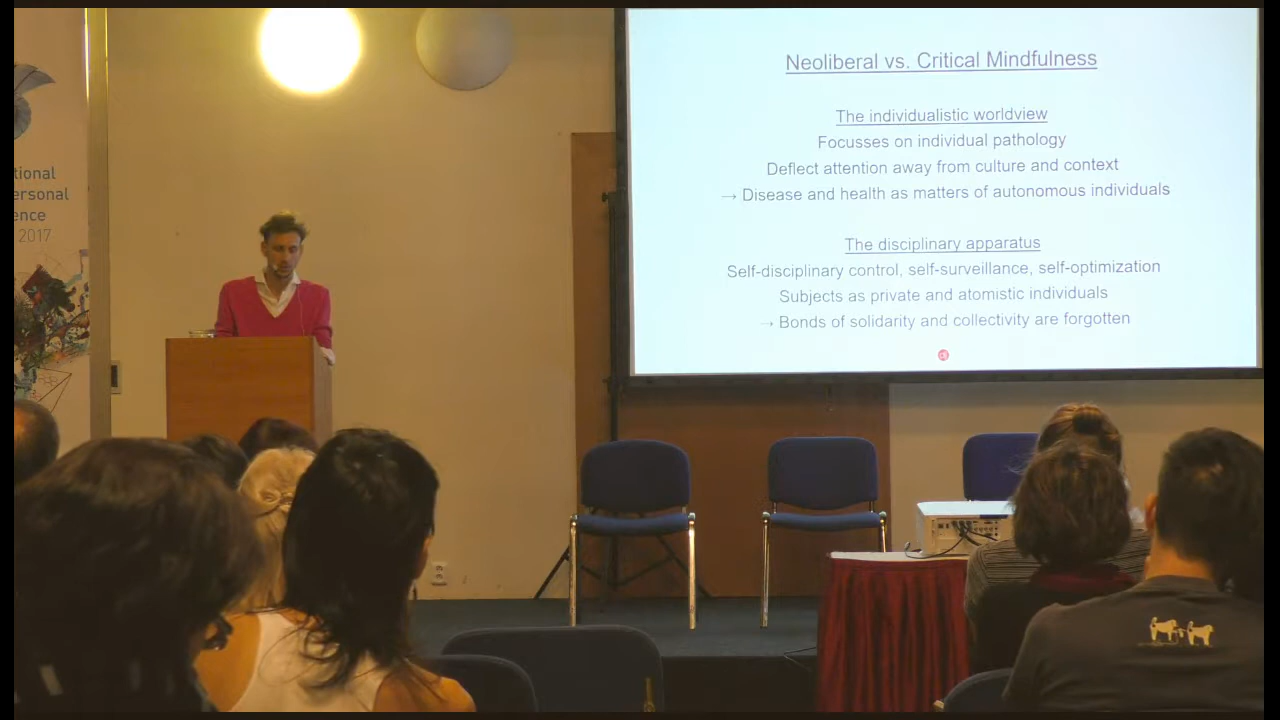 tional
ersonal
ence
2017
Neoliberal vs. Critical Mindfulness
The individualistic worldview
Focusses on individual pathology
Deflect attention away from culture and context
→ Disease and health as matters of autonomous individuals
The disciplinary apparatus
Self-disciplinary control, self-surveillance, self-optimization
Subjects as private and atomistic individuals
→ Bonds of solidarity and collectivity are forgotten